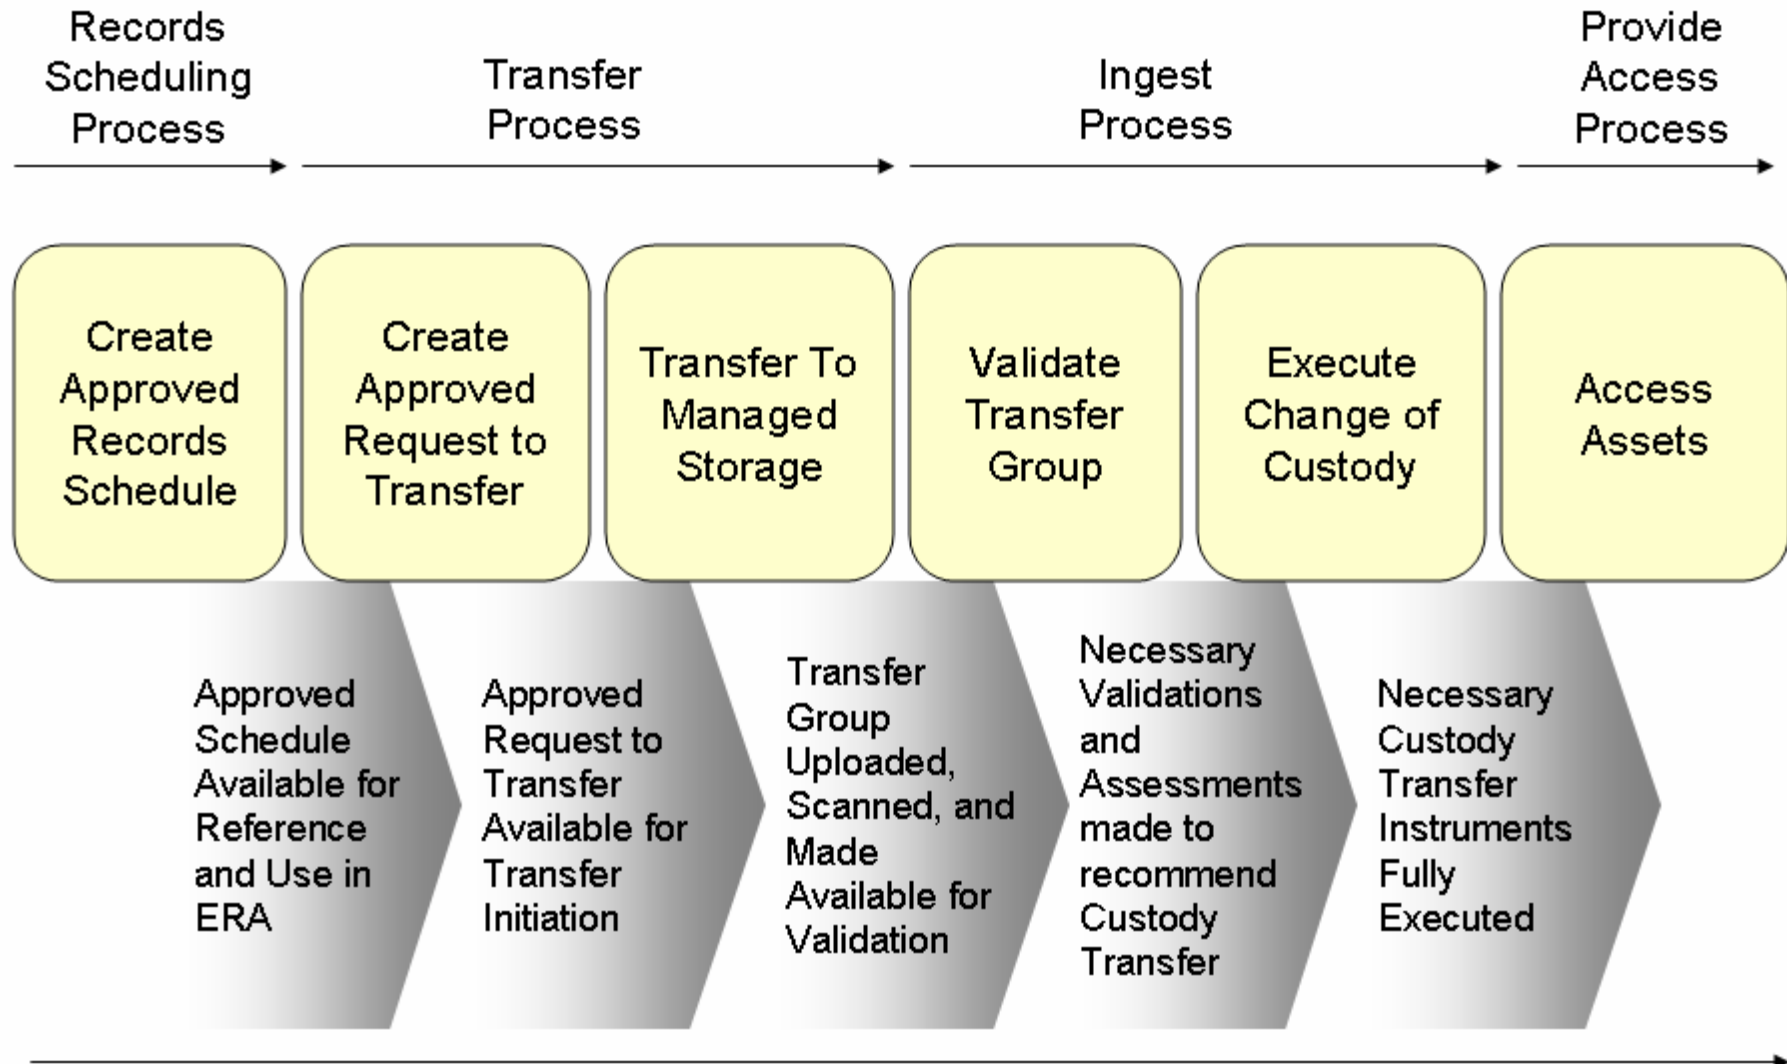 Records
Scheduling
Process
Transfer
Process
Ingest
Process
Provide
Access
Process
Create
Approved
Records
Schedule
Create
Approved
Request to
Transfer
Transfer To
Managed
Storage
Validate
Transfer
Group
Execute
Change of
Custody
Access
Assets
Approved
Schedule
Available for
Reference
and Use in
ERA
Approved
Request to
Transfer
Available for
Transfer
Initiation
Transfer
Group
Uploaded,
Scanned, and
Made
Available for
Validation
Necessary
Validations
and
Assessments
made to
recommend
Custody
Transfer
Necessary
Custody
Transfer
Instruments
Fully
Executed